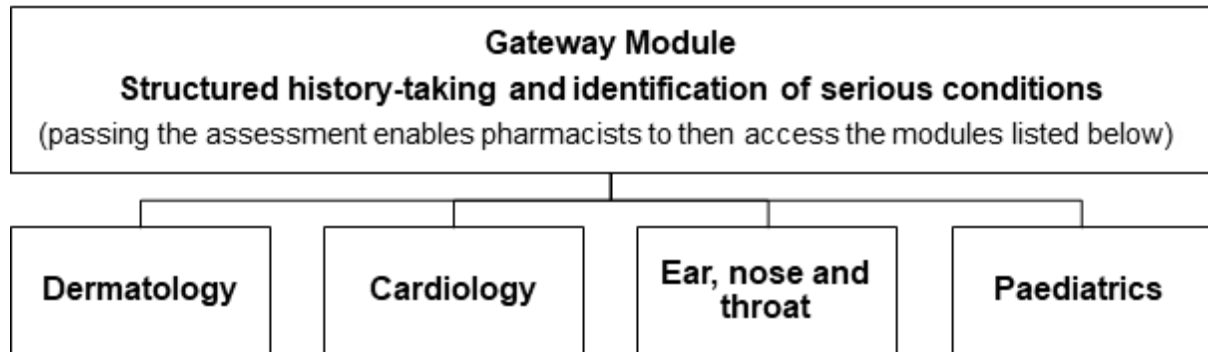 Gateway Module
Structured history-taking and identification of serious conditions
(passing the assessment enables pharmacists to then access the modules listed below)
Dermatology
Cardiology
Ear, nose and
throat
Paediatrics